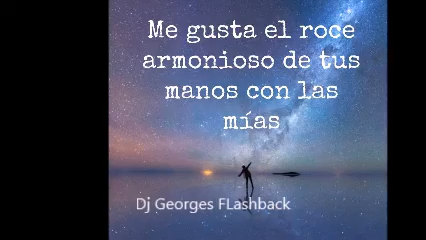 Me gusta el roce
armonioso de tus
manos con las
mías
Dj Georges FLashback